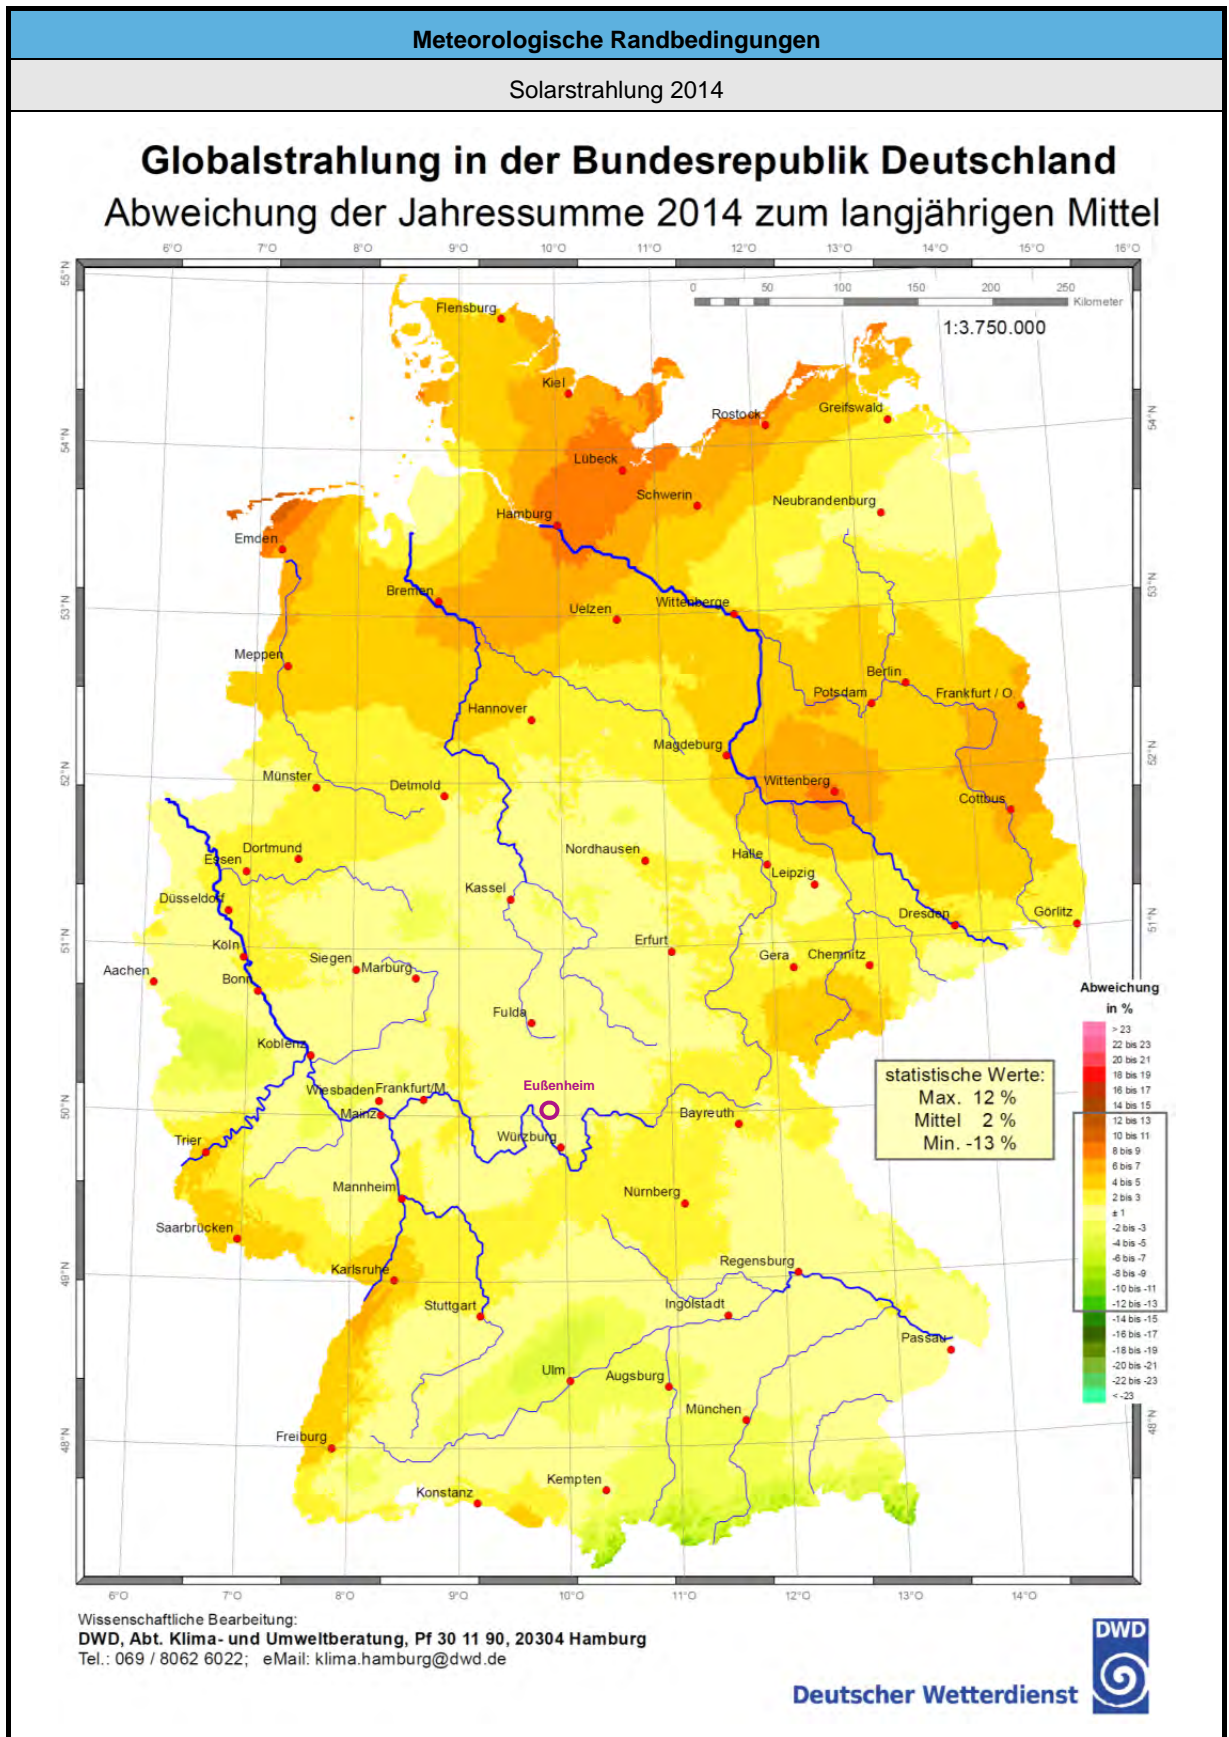 Meteorologische Randbedingungen
Solarstrahlung 2014
Globalstrahlung in der Bundesrepublik Deutschland
Abweichung der Jahressumme 2014 zum langjährigen Mittel
6°O 7°O 8°O 9°O 10°O 11°O 12°O 13°O 14°O 15°O 16°O
55°N
0 50 100 150 200 250
Kilometer
1:3.750.000
Flensburg
Kiel
Rostock
Greifswald
54°N 54°N
Lübeck
Schwerin
Neubrandenburg
Hamburg
Emden
Bremen
Uelzen
Wittenberge
53°N 53°N
Meppen
Berlin
Potsdam
Frankfurt / O.
Hannover
Magdeburg
52°N 52°N
Münster
Detmold
Wittenberg
Cottbus
Dortmund
Essen
Nordhausen
Halle
Leipzig
Kassel
Düsseldorf
Dresden
Görlitz
51°N 51°N
Köln
Erfurt
Gera
Chemnitz
Siegen
Marburg
Aachen
Bonn
Fulda
Koblenz
Abweichung
in %
> 23
22 bis 23
20 bis 21
18 bis 19
16 bis 17
14 bis 15
12 bis 13
10 bis 11
8 bis 9
6 bis 7
4 bis 5
2 bis 3
± 1
-2 bis -3
-4 bis -5
-6 bis -7
-8 bis -9
-10 bis -11
-12 bis -13
-14 bis -15
-16 bis -17
-18 bis -19
-20 bis -21
-22 bis -23
< -23
statistische Werte:
Max. 12 %
Mittel 2 %
Min. -13 %
Eußenheim
Wiesbaden
Frankfurt/M.
50°N
Mainz
Bayreuth
Trier
Würzburg
Mannheim
Nürnberg
Saarbrücken
Karlsruhe
Regensburg
49°N
Stuttgart
Ingolstadt
Passau
Ulm
Augsburg
München
Freiburg
48°N 48°N
Kempten
Konstanz
6°O 7°O 8°O 9°O 10°O 11°O 12°O 13°O 14°O
Wissenschaftliche Bearbeitung:
DWD, Abt. Klima- und Umweltberatung, Pf 30 11 90, 20304 Hamburg
Tel.: 069 / 8062 6022; eMail: klima.hamburg@dwd.de
DWD
Deutscher Wetterdienst